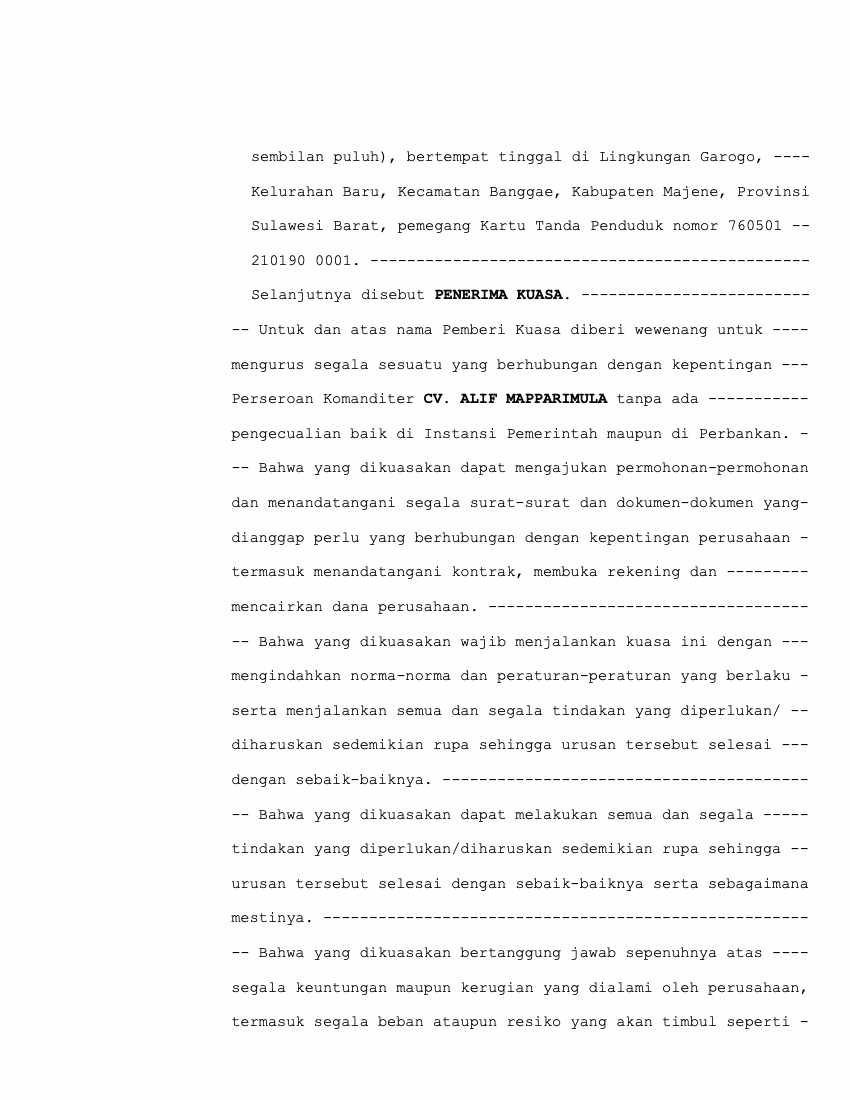 sembilan puluh), bertempat tinggal di Lingkungan Garogo, ----
Kelurahan Baru, Kecamatan Banggae, Kabupaten Majene, Provinsi
Sulawesi Barat, pemegang Kartu Tanda Penduduk nomor 760501 --
210190 0001. ------------------------------------------------
Selanjutnya disebut PENERIMA KUASA. -------------------------
-- Untuk dan atas nama Pemberi Kuasa diberi wewenang untuk ----
mengurus segala sesuatu yang berhubungan dengan kepentingan ---
Perseroan Komanditer CV. ALIF MAPPARIMULA tanpa ada -----------
pengecualian baik di Instansi Pemerintah maupun di Perbankan. -
-- Bahwa yang dikuasakan dapat mengajukan permohonan-permohonan
dan menandatangani segala surat-surat dan dokumen-dokumen yang-
dianggap perlu yang berhubungan dengan kepentingan perusahaan -
termasuk menandatangani kontrak, membuka rekening dan ---------
mencairkan dana perusahaan. -----------------------------------
-- Bahwa yang dikuasakan wajib menjalankan kuasa ini dengan ---
mengindahkan norma-norma dan peraturan-peraturan yang berlaku -
serta menjalankan semua dan segala tindakan yang diperlukan/ --
diharuskan sedemikian rupa sehingga urusan tersebut selesai ---
dengan sebaik-baiknya. ----------------------------------------
-- Bahwa yang dikuasakan dapat melakukan semua dan segala -----
tindakan yang diperlukan/diharuskan sedemikian rupa sehingga --
urusan tersebut selesai dengan sebaik-baiknya serta sebagaimana
mestinya. -----------------------------------------------------
-- Bahwa yang dikuasakan bertanggung jawab sepenuhnya atas ----
segala keuntungan maupun kerugian yang dialami oleh perusahaan,
termasuk segala beban ataupun resiko yang akan timbul seperti -